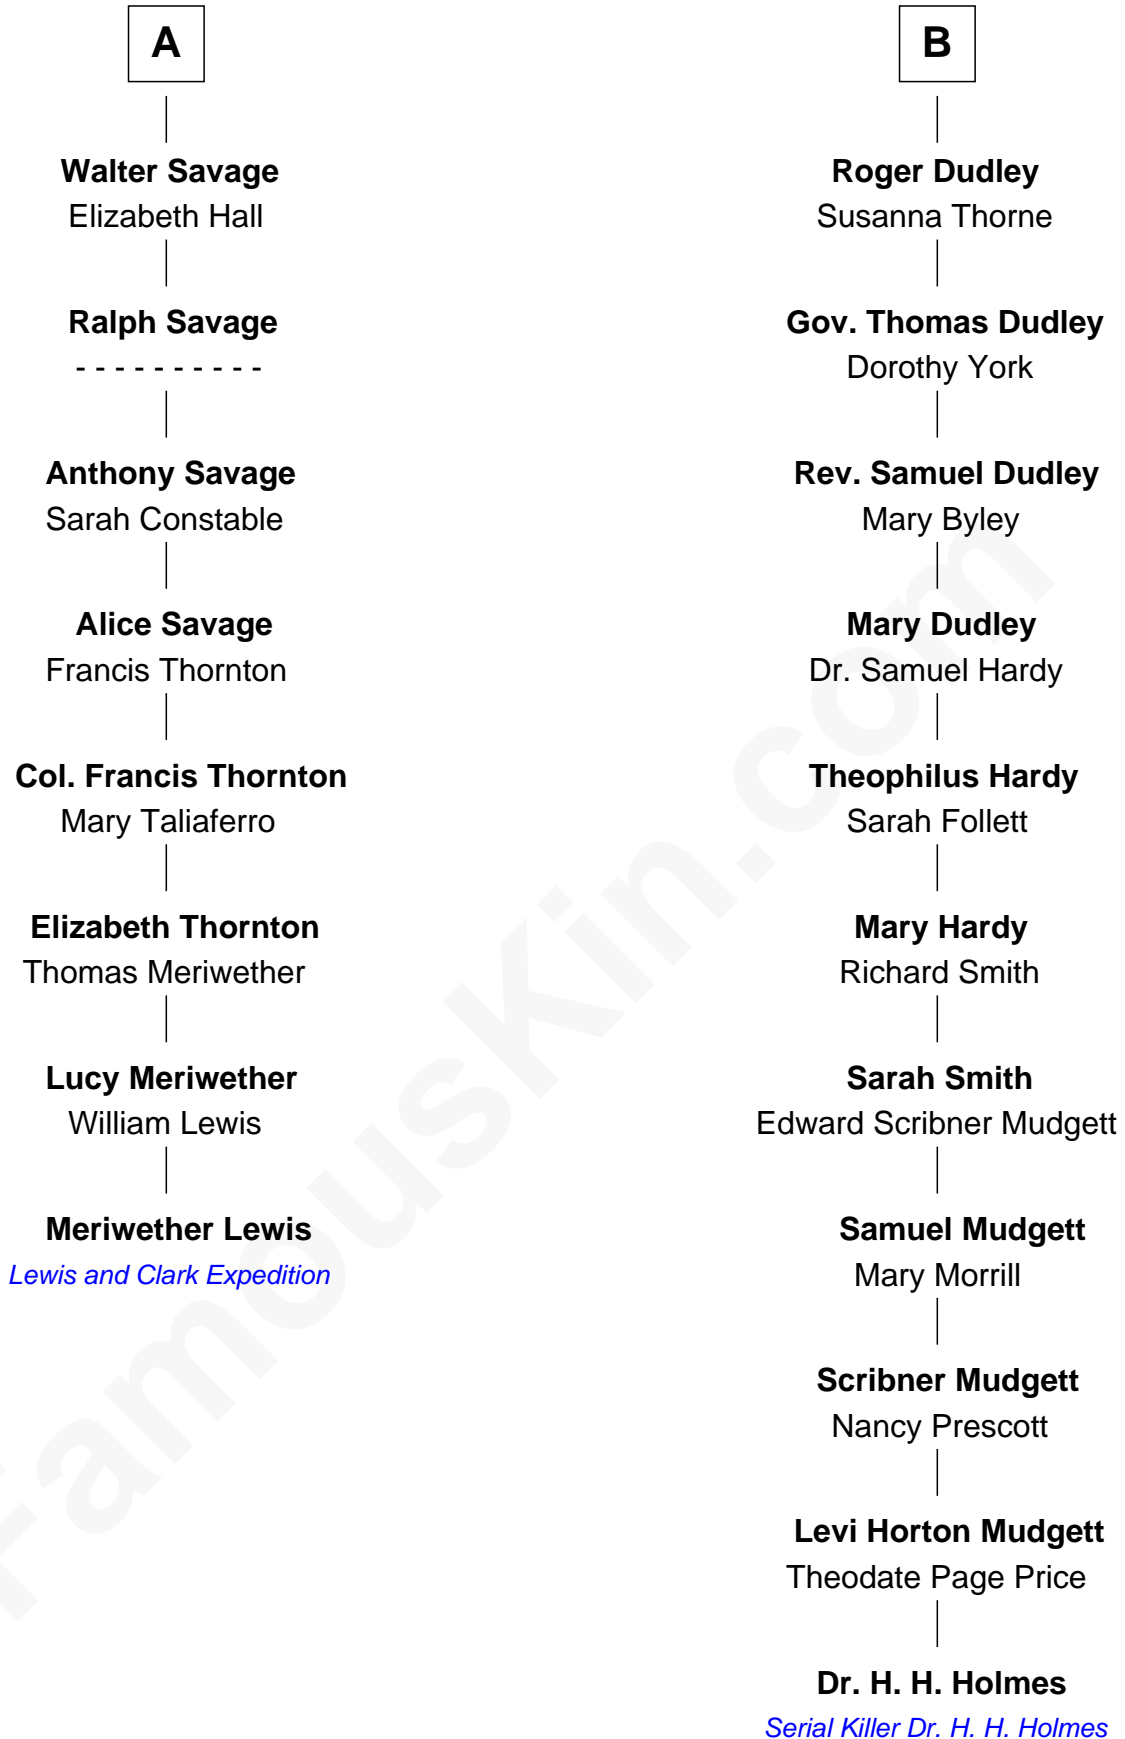 A
Walter Savage
Elizabeth Hall
Ralph Savage
- - - - - - - - - -
Anthony Savage
Sarah Constable
Alice Savage
Francis Thornton
Col. Francis Thornton
Mary Taliaferro
Elizabeth Thornton
Thomas Meriwether
Lucy Meriwether
William Lewis
Meriwether Lewis
Lewis and Clark Expedition
B
Roger Dudley
Susanna Thorne
Gov. Thomas Dudley
Dorothy York
Rev. Samuel Dudley
Mary Byley
Mary Dudley
Dr. Samuel Hardy
Theophilus Hardy
Sarah Follett
Mary Hardy
Richard Smith
Sarah Smith
Edward Scribner Mudgett
Samuel Mudgett
Mary Morrill
Scribner Mudgett
Nancy Prescott
Levi Horton Mudgett
Theodate Page Price
Dr. H. H. Holmes
Serial Killer Dr. H. H. Holmes
FamousKin.com